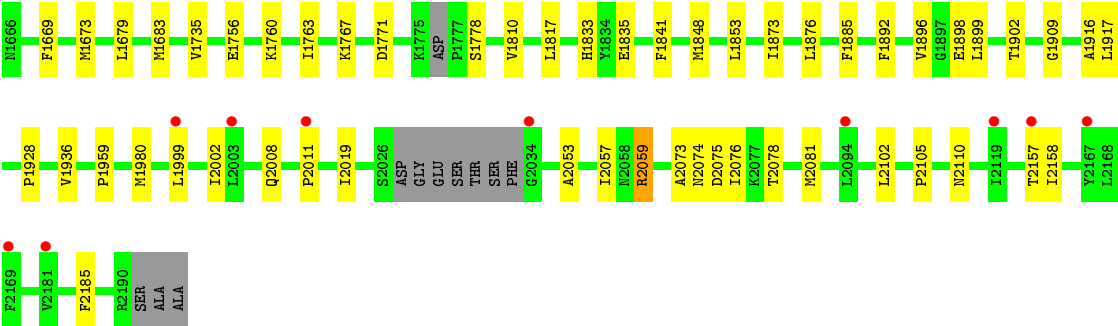 N1666 F1669 M1673 L1679 M1683 V1735 E1756 K1760 I1763 K1767 D1771 K1775 ASP P1777 S1778 V1810 L1817 H1833 Y1834 E1835 F1841 M1848 L1853 I1873 L1876 F1885 F1892 V1896 G1897 E1898 L1899 T1902 G1909 A1916 L1917
P1928 V1936 P1959 M1980 L1999 I2002 L2003 Q2008 P2011 I2019 S2026 ASP GLY GLU SER THR SER PHE G2034 A2053 I2057 N2058 R2059 A2073 N2074 D2075 I2076 K2077 T2078 M2081 L2094 L2102 P2105 N2110 I2119 T2157 I2158 Y2167 L2168
F2169 V2181 F2185 R2190 SER ALA ALA